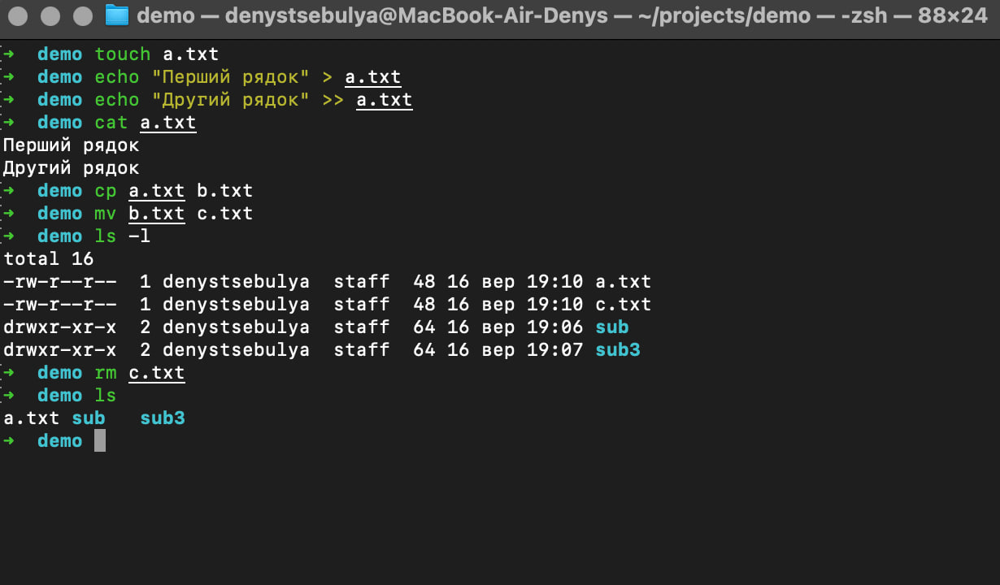 demo — denystsebulya@MacBook-Air-Denys — ~/projects/demo — -zsh — 88×24
➜ demo touch a.txt
➜ demo echo "Перший рядок" > a.txt
➜ demo echo "Другий рядок" >> a.txt
➜ demo cat a.txt
Перший рядок
Другий рядок
➜ demo cp a.txt b.txt
➜ demo mv b.txt c.txt
➜ demo ls -l
total 16
-rw-r--r-- 1 denystsebulya staff 48 16 вер 19:10 a.txt
-rw-r--r-- 1 denystsebulya staff 48 16 вер 19:10 c.txt
drwxr-xr-x 2 denystsebulya staff 64 16 вер 19:06 sub
drwxr-xr-x 2 denystsebulya staff 64 16 вер 19:07 sub3
➜ demo rm c.txt
➜ demo ls
a.txt sub sub3
➜ demo